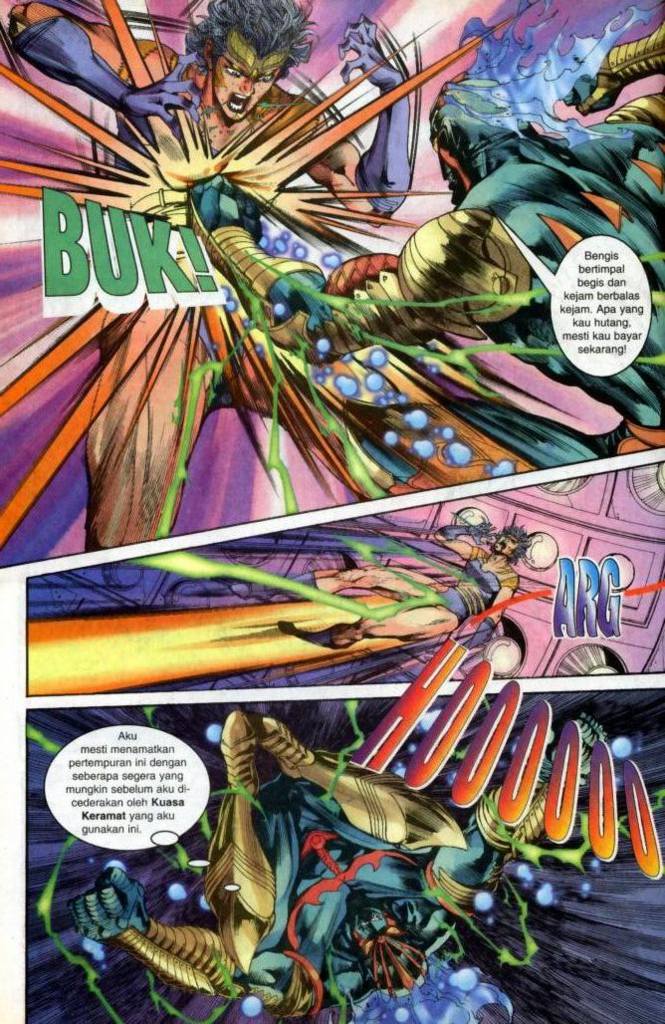 BUK!
Bengis
bertimpal
begis dan
kejam berbalas
kejam. Apa yang
kau hutang,
mesti kau bayar
sekarang!
ARG
HOOOOOO
Aku
mesti menamatkan
pertempuran ini dengan
seberapa segera yang
mungkin sebelum aku di-
cederakan oleh Kuasa
Keramat yang aku
gunakan ini.